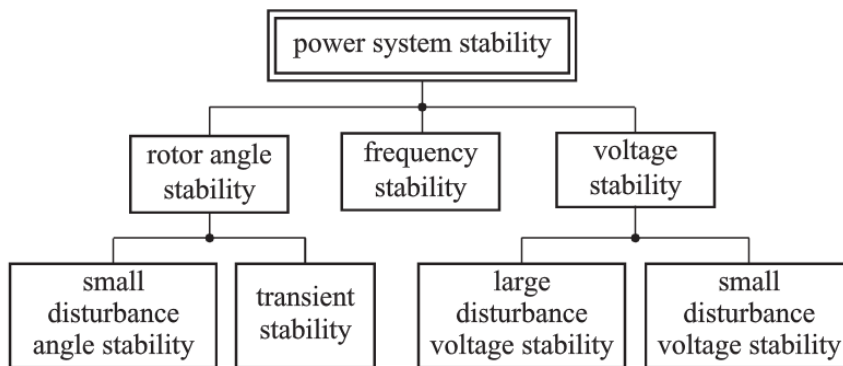 power system stability
rotor angle
stability
frequency
stability
voltage
stability
small
disturbance
angle stability
transient
stability
large
disturbance
voltage stability
small
disturbance
voltage stability